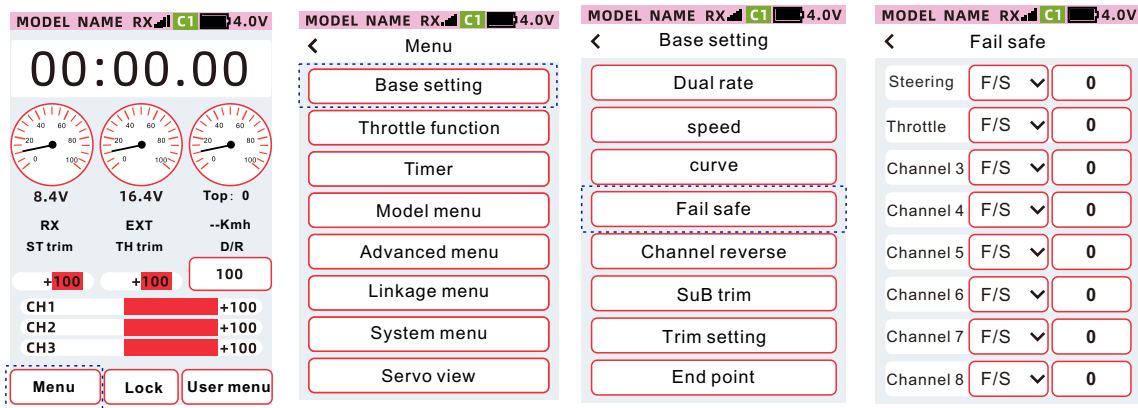 MODEL NAME RX C1 4.0V
00:00.00
0 20 40 60 80 100
0 20 40 60 80 100
0 20 40 60 80 100
8.4V 16.4V Top: 0
RX EXT --Kmh
ST trim TH trim D/R
+100 +100 100
CH1 +100
CH2 +100
CH3 +100
Menu Lock User menu
MODEL NAME RX C1 4.0V
< Menu
Base setting
Throttle function
Timer
Model menu
Advanced menu
Linkage menu
System menu
Servo view
MODEL NAME RX C1 4.0V
< Base setting
Dual rate
speed
curve
Fail safe
Channel reverse
SuB trim
Trim setting
End point
MODEL NAME RX C1 4.0V
< Fail safe
Steering F/S 0
Throttle F/S 0
Channel 3 F/S 0
Channel 4 F/S 0
Channel 5 F/S 0
Channel 6 F/S 0
Channel 7 F/S 0
Channel 8 F/S 0